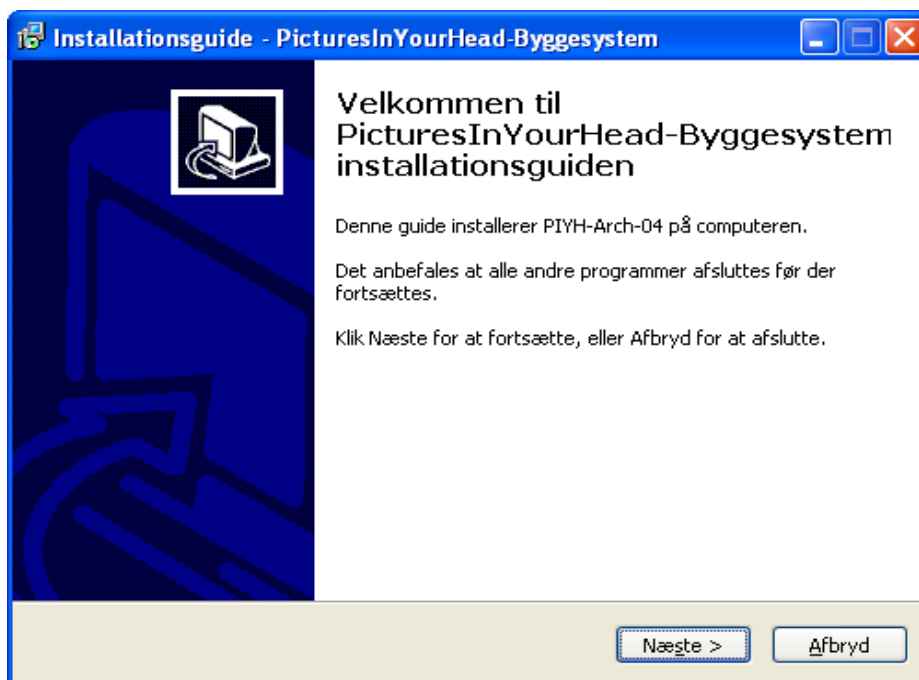 Installationsguide - PicturesInYourHead-Byggesystem
Velkommen til
PicturesInYourHead-Byggesystem
installationsguiden
Denne guide installerer PIYH-Arch-04 på computeren.
Det anbefales at alle andre programmer afsluttes før der
fortsættes.
Klik Næste for at fortsætte, eller Afbryd for at afslutte.
Næste >
Afbryd